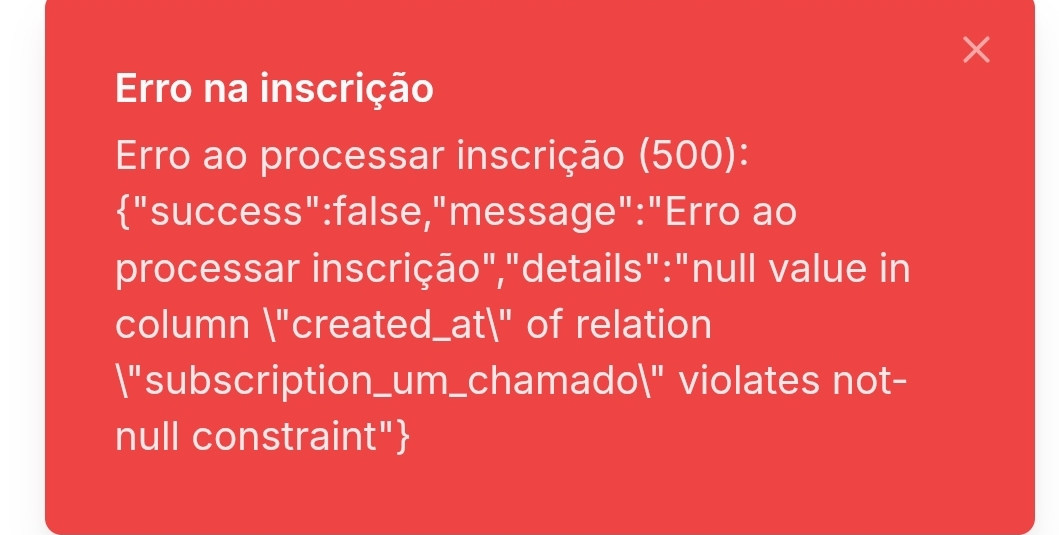 Erro na inscrição
Erro ao processar inscrição (500):
{"success":false,"message":"Erro ao
processar inscrição","details":"null value in
column \"created_at\" of relation
\"subscription_um_chamado\" violates not-
null constraint"}